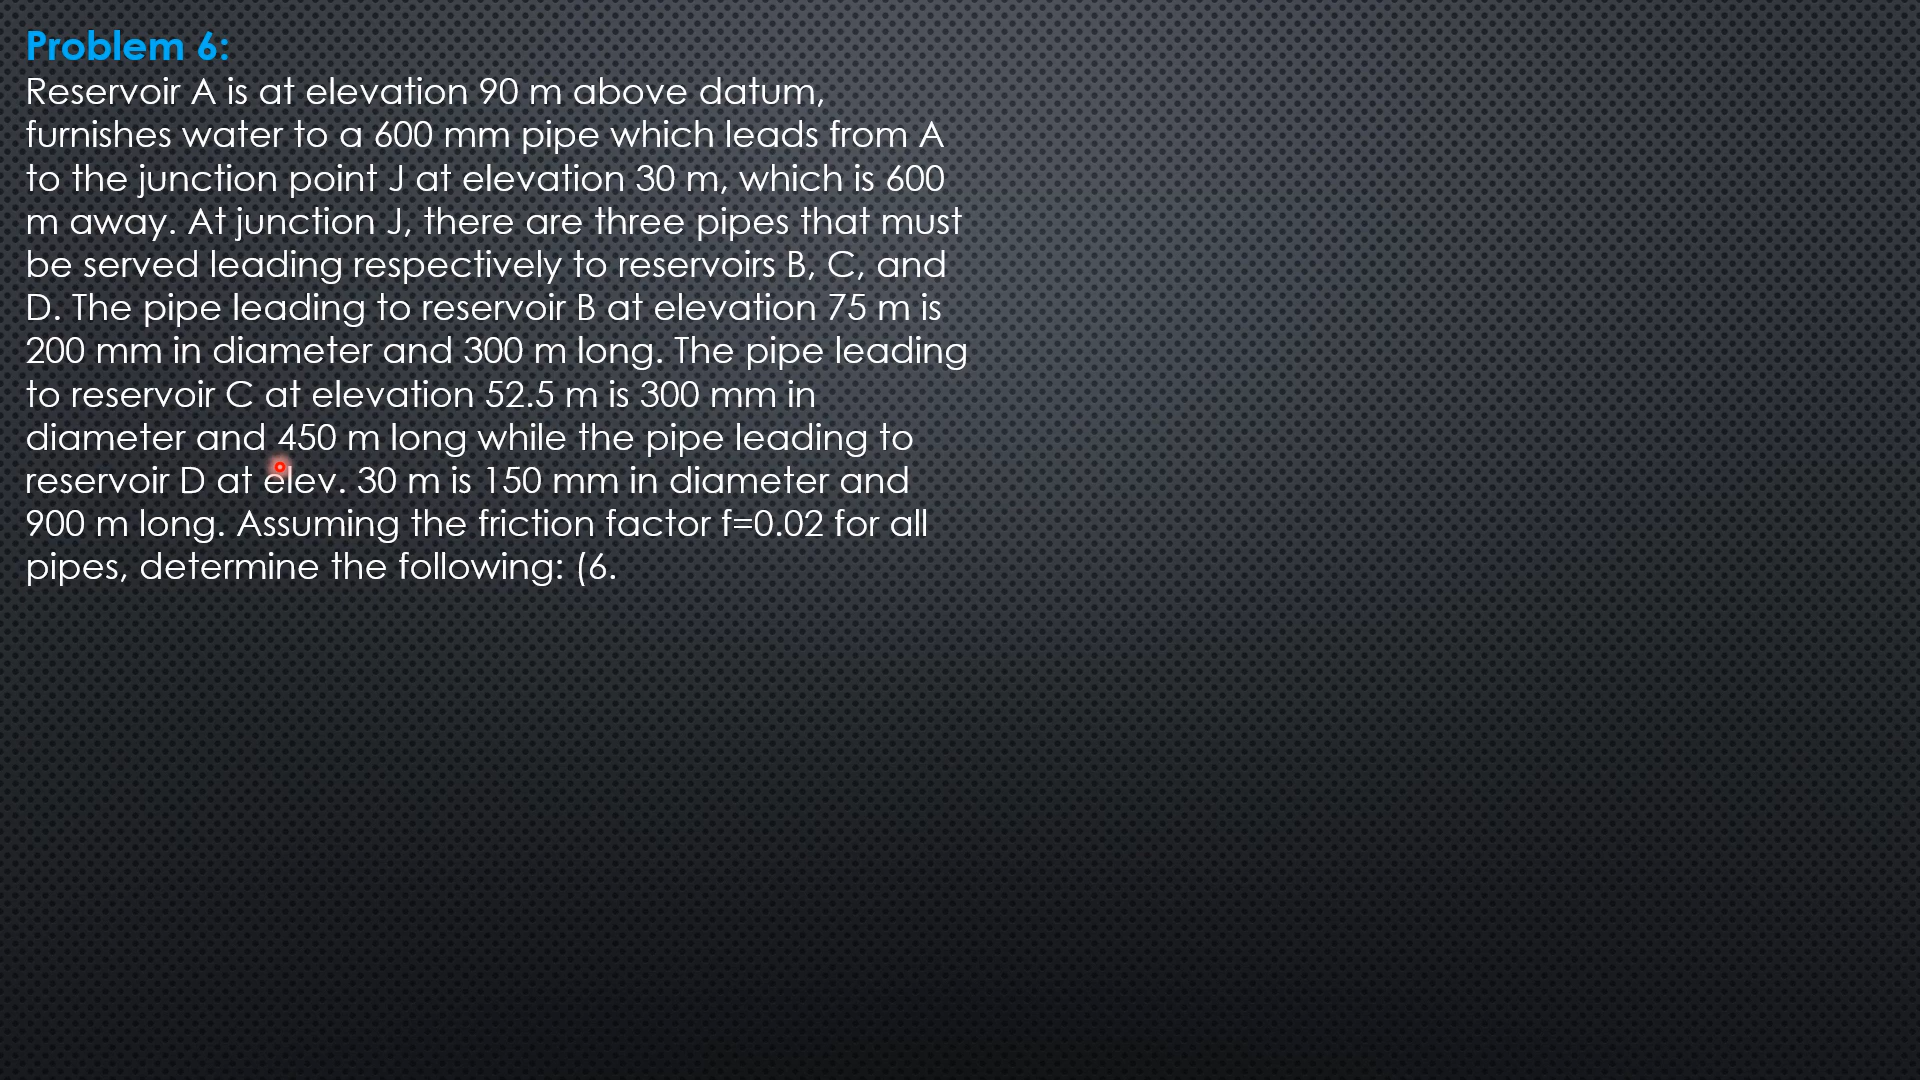 Problem 6:
Reservoir A is at elevation 90 m above datum,
furnishes water to a 600 mm pipe which leads from A
to the junction point J at elevation 30 m, which is 600
m away. At junction J, there are three pipes that must
be served leading respectively to reservoirs B, C, and
D. The pipe leading to reservoir B at elevation 75 m is
200 mm in diameter and 300 m long. The pipe leading
to reservoir C at elevation 52.5 m is 300 mm in
diameter and 450 m long while the pipe leading to
reservoir D at elev. 30 m is 150 mm in diameter and
900 m long. Assuming the friction factor f=0.02 for all
pipes, determine the following: (6.